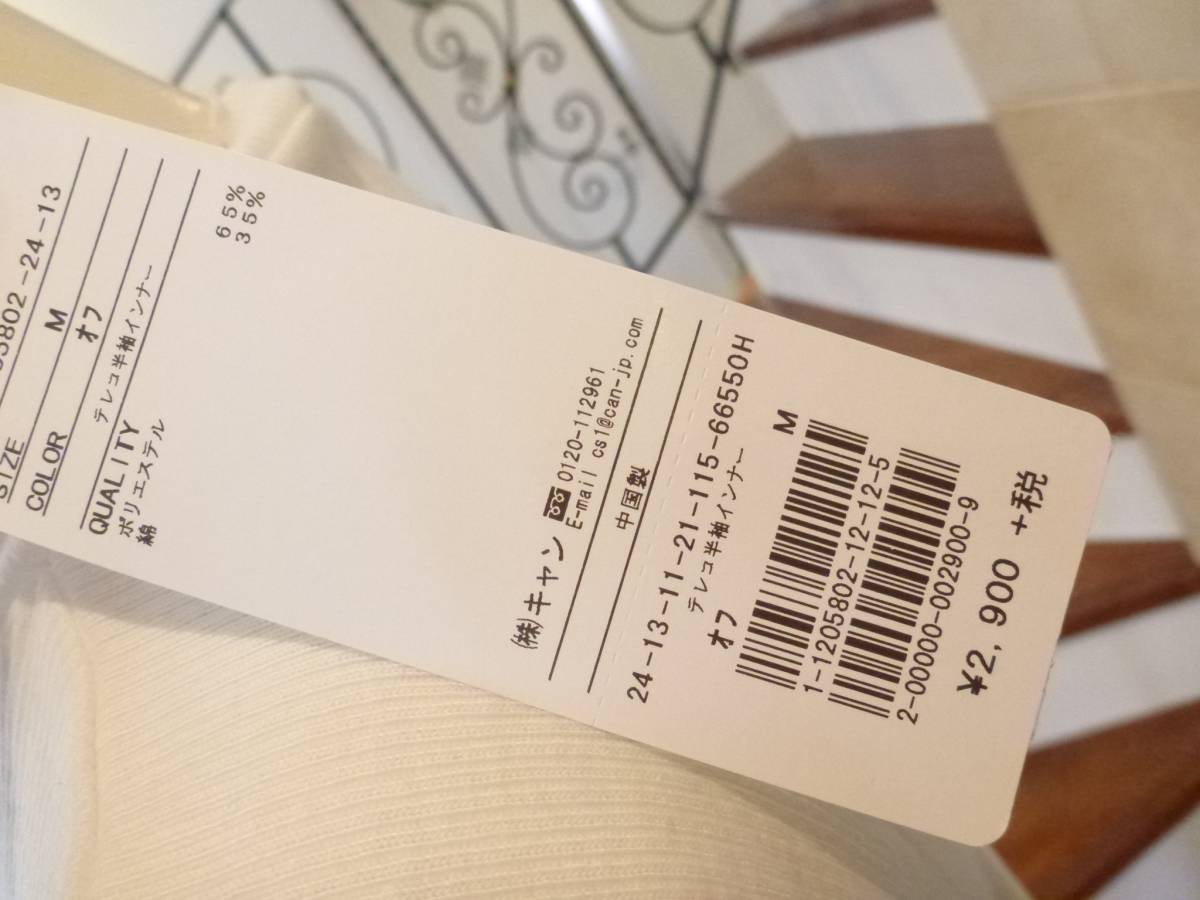 3802-24-13
SIZE M
COLOR オフ
テレコ半袖インナー
QUALITY
ポリエステル 65%
綿 35%
(株)キャン 0120-112961
E-mail cs1@can-jp.com
中国製
24-13-11-21-115-66550H
テレコ半袖インナー
オフ M
1-1205802-12-12-5
2-00000-002900-9
¥2,900 +税